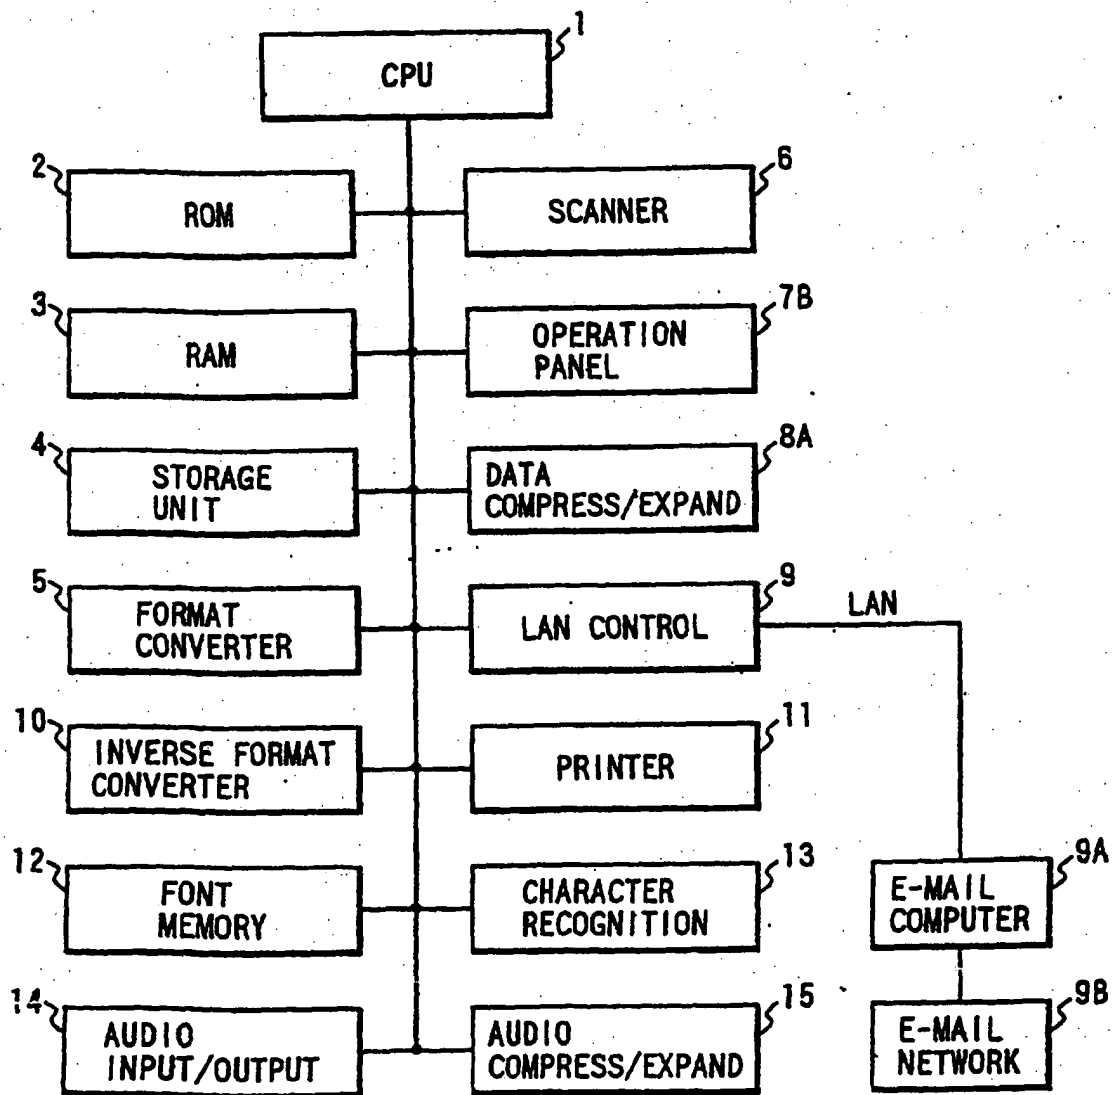 1
CPU
2
ROM
6
SCANNER
3
RAM
7B
OPERATION
PANEL
4
STORAGE
UNIT
8A
DATA
COMPRESS/EXPAND
5
FORMAT
CONVERTER
9
LAN CONTROL
LAN
10
INVERSE FORMAT
CONVERTER
11
PRINTER
12
FONT
MEMORY
13
CHARACTER
RECOGNITION
9A
E-MAIL
COMPUTER
14
AUDIO
INPUT/OUTPUT
15
AUDIO
COMPRESS/EXPAND
9B
E-MAIL
NETWORK